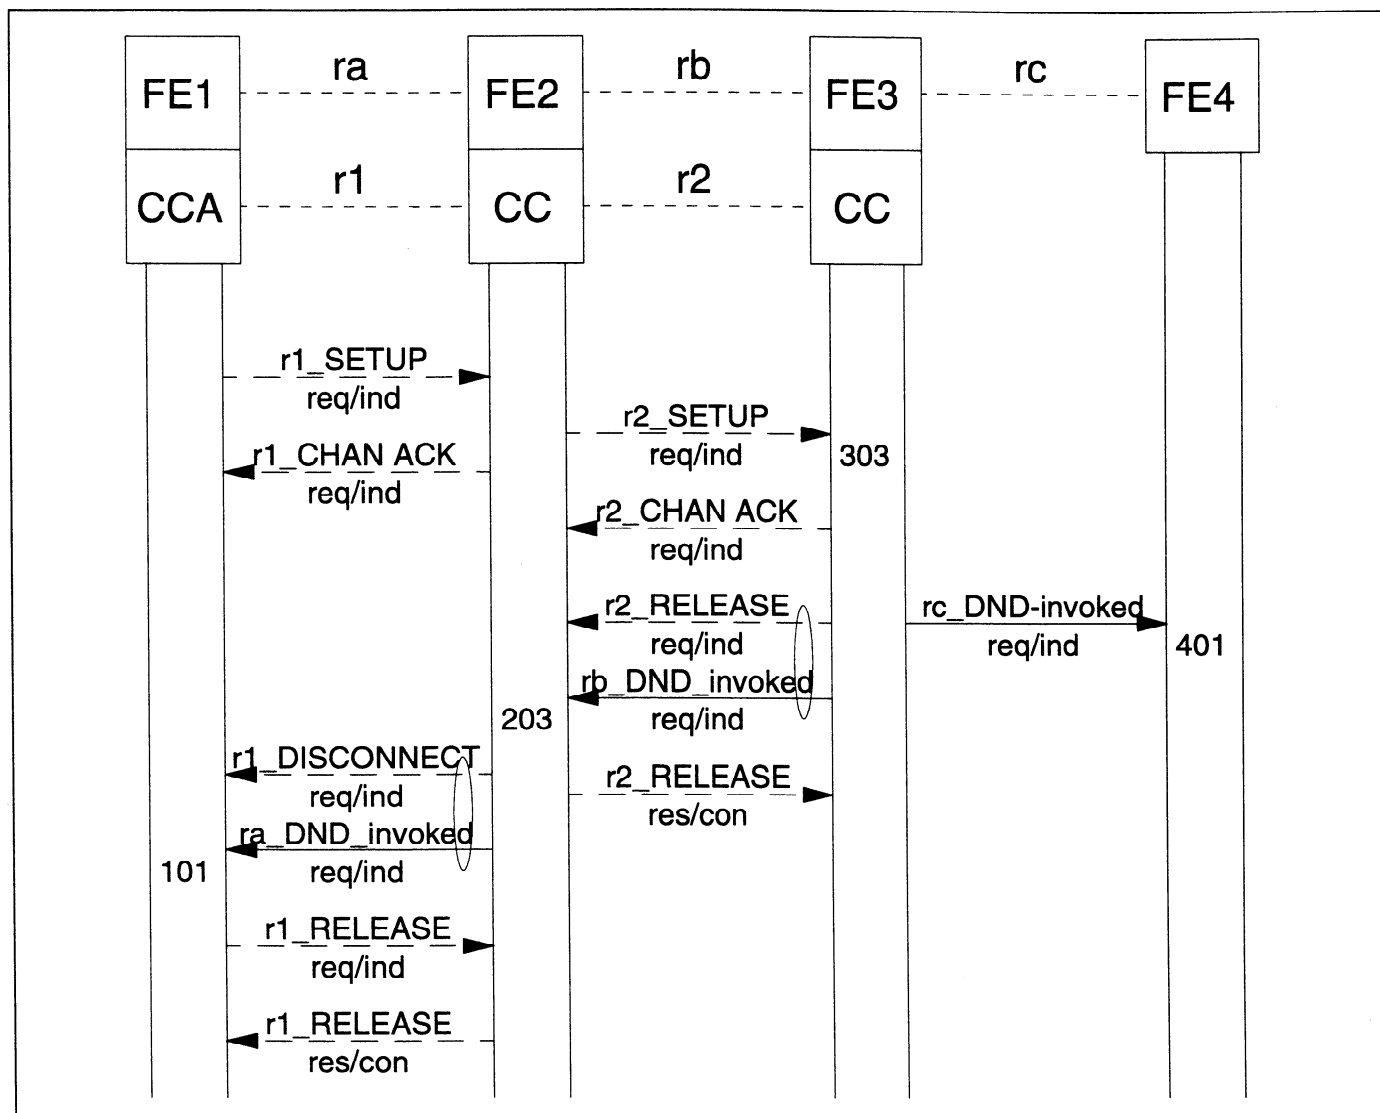 ra rb rc
FE1 FE2 FE3 FE4
r1 r2
CCA CC CC
r1_SETUP
req/ind
r2_SETUP
req/ind
303
r1_CHAN ACK
req/ind
r2_CHAN ACK
req/ind
r2_RELEASE
req/ind
rc_DND-invoked
req/ind
401
rb_DND_invoked
req/ind
203
r1_DISCONNECT
req/ind
r2_RELEASE
res/con
ra_DND_invoked
req/ind
101
r1_RELEASE
req/ind
r1_RELEASE
res/con